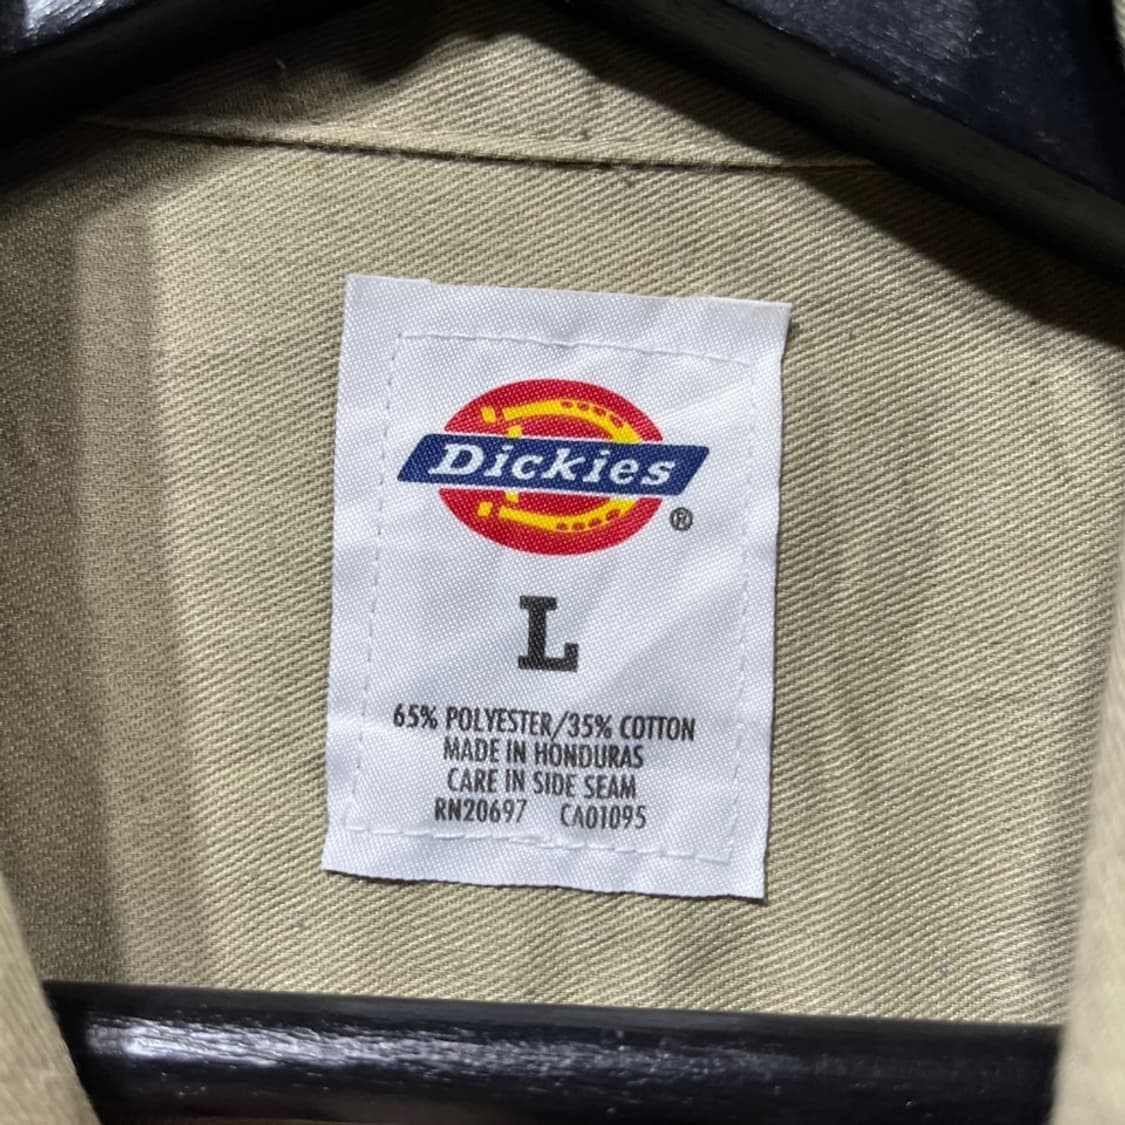 Dickies
®
L
65% POLYESTER/35% COTTON
MADE IN HONDURAS
CARE IN SIDE SEAM
RN20697 CA01095